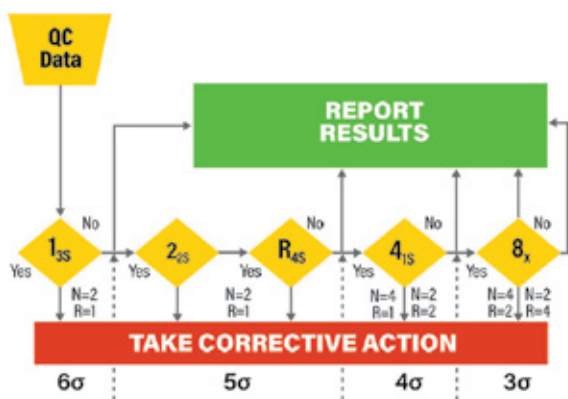 QC
Data
REPORT
RESULTS
No No No No
1₃S 2₂S R₄S 4₁S 8ₓ
Yes Yes Yes Yes Yes
N=2 N=2 N=4 N=2 N=4 N=2
R=1 R=1 R=1 R=2 R=2 R=4
TAKE CORRECTIVE ACTION
6σ 5σ 4σ 3σ